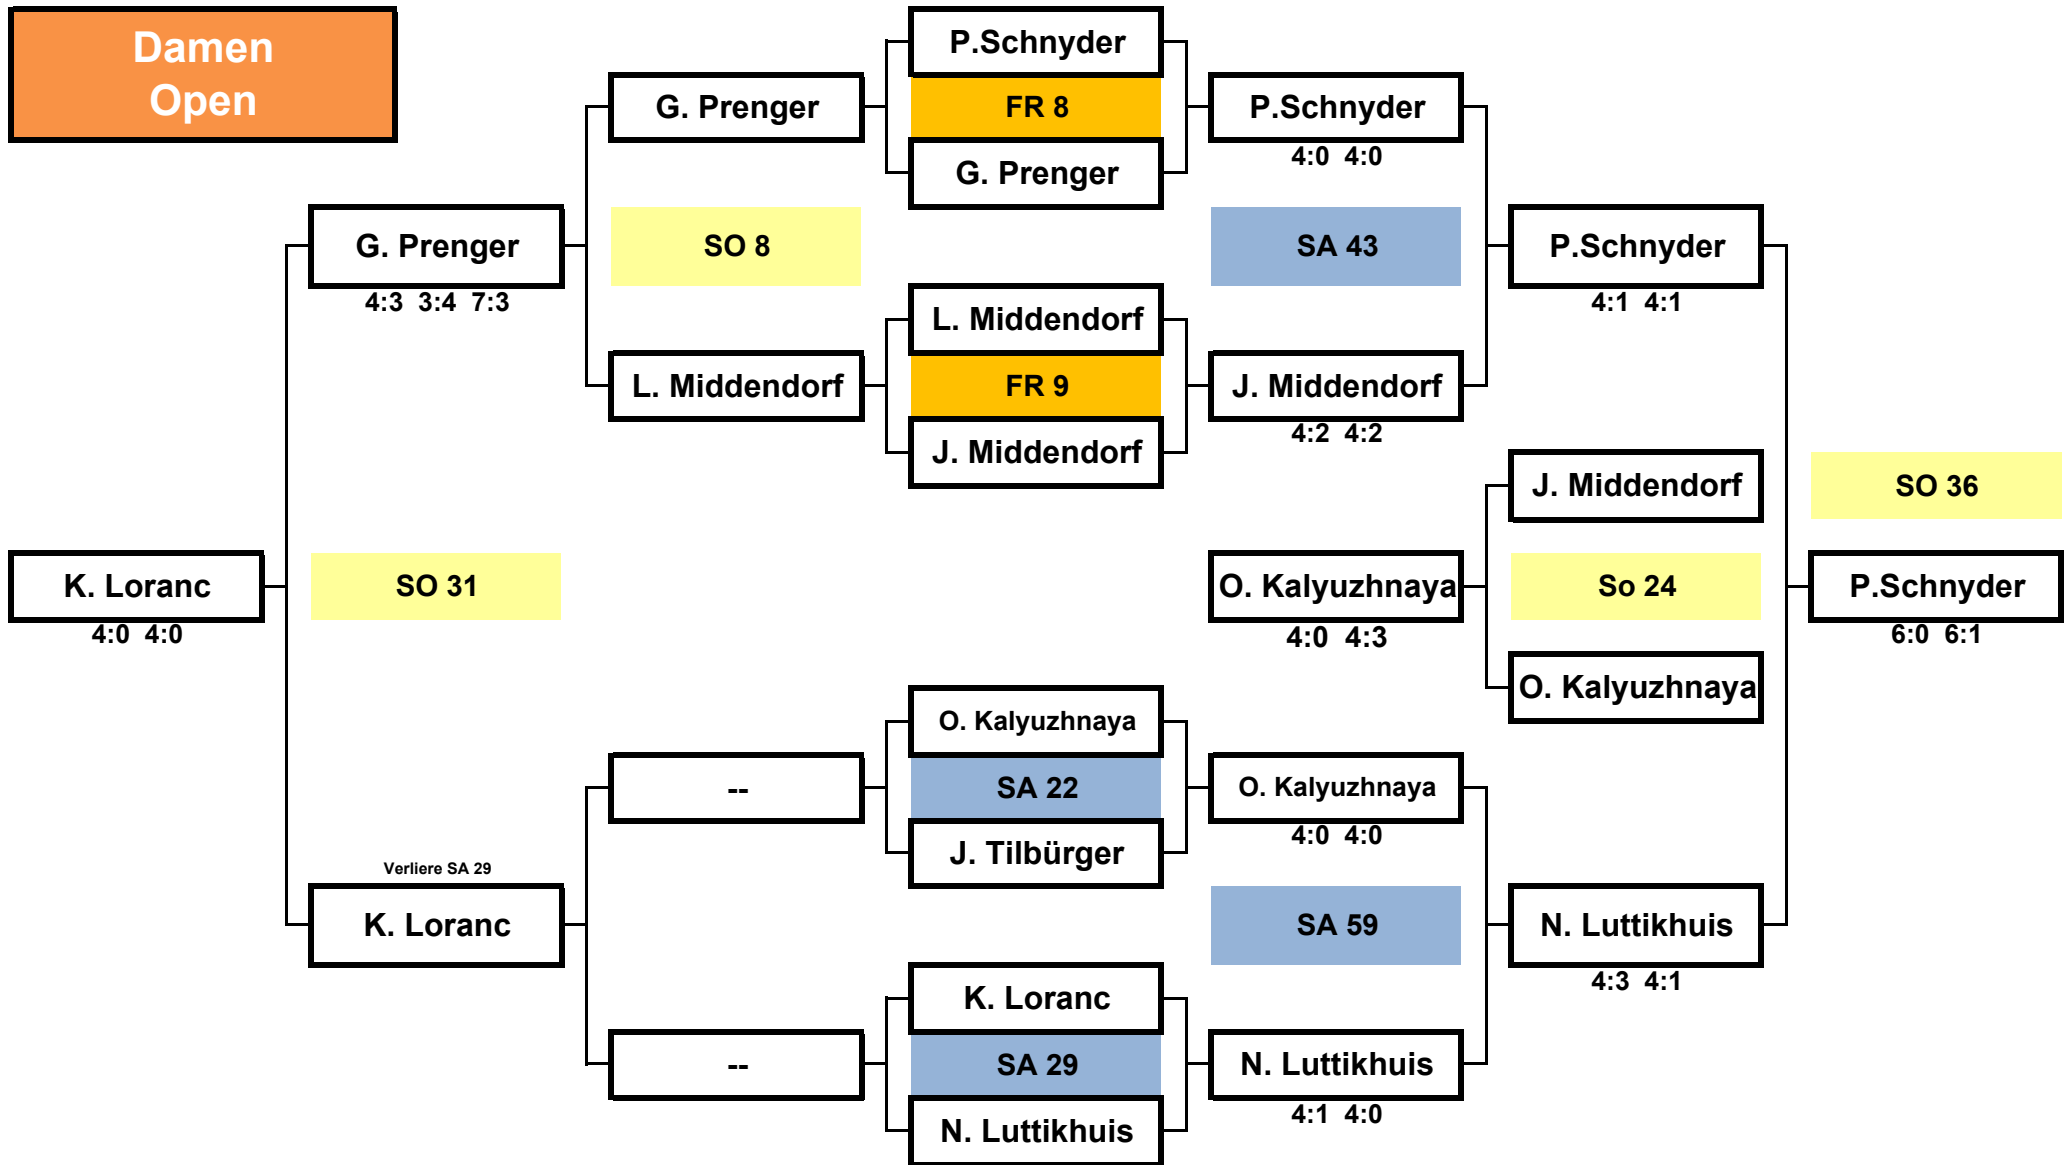 Damen
Open
P.Schnyder
G. Prenger
FR 8
P.Schnyder
4:0 4:0
G. Prenger
G. Prenger
SO 8
SA 43
P.Schnyder
4:3 3:4 7:3
4:1 4:1
L. Middendorf
L. Middendorf
FR 9
J. Middendorf
4:2 4:2
J. Middendorf
J. Middendorf
SO 36
K. Loranc
SO 31
O. Kalyuzhnaya
So 24
P.Schnyder
4:0 4:0
4:0 4:3
6:0 6:1
O. Kalyuzhnaya
O. Kalyuzhnaya
--
SA 22
O. Kalyuzhnaya
4:0 4:0
J. Tilbürger
Verliere SA 29
K. Loranc
SA 59
N. Luttikhuis
4:3 4:1
K. Loranc
--
SA 29
N. Luttikhuis
4:1 4:0
N. Luttikhuis